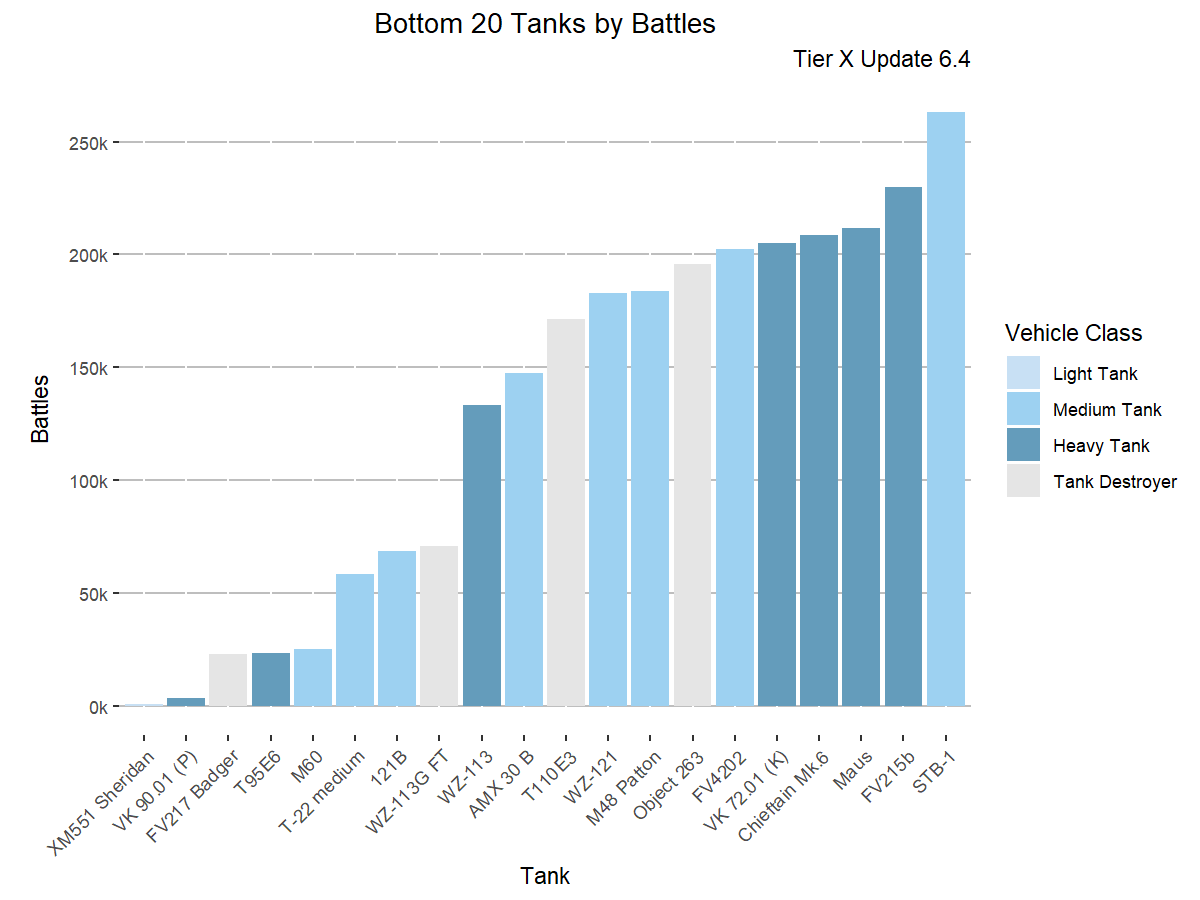 Bottom 20 Tanks by Battles
Tier X Update 6.4
Battles
250k
200k
150k
100k
50k
0k
XM551 Sheridan
VK 90.01 (P)
FV217 Badger
T95E6
M60
T-22 medium
121B
WZ-113G FT
WZ-113
AMX 30 B
T110E3
WZ-121
M48 Patton
Object 263
FV4202
VK 72.01 (K)
Chieftain Mk.6
Maus
FV215b
STB-1
Tank
Vehicle Class
Light Tank
Medium Tank
Heavy Tank
Tank Destroyer